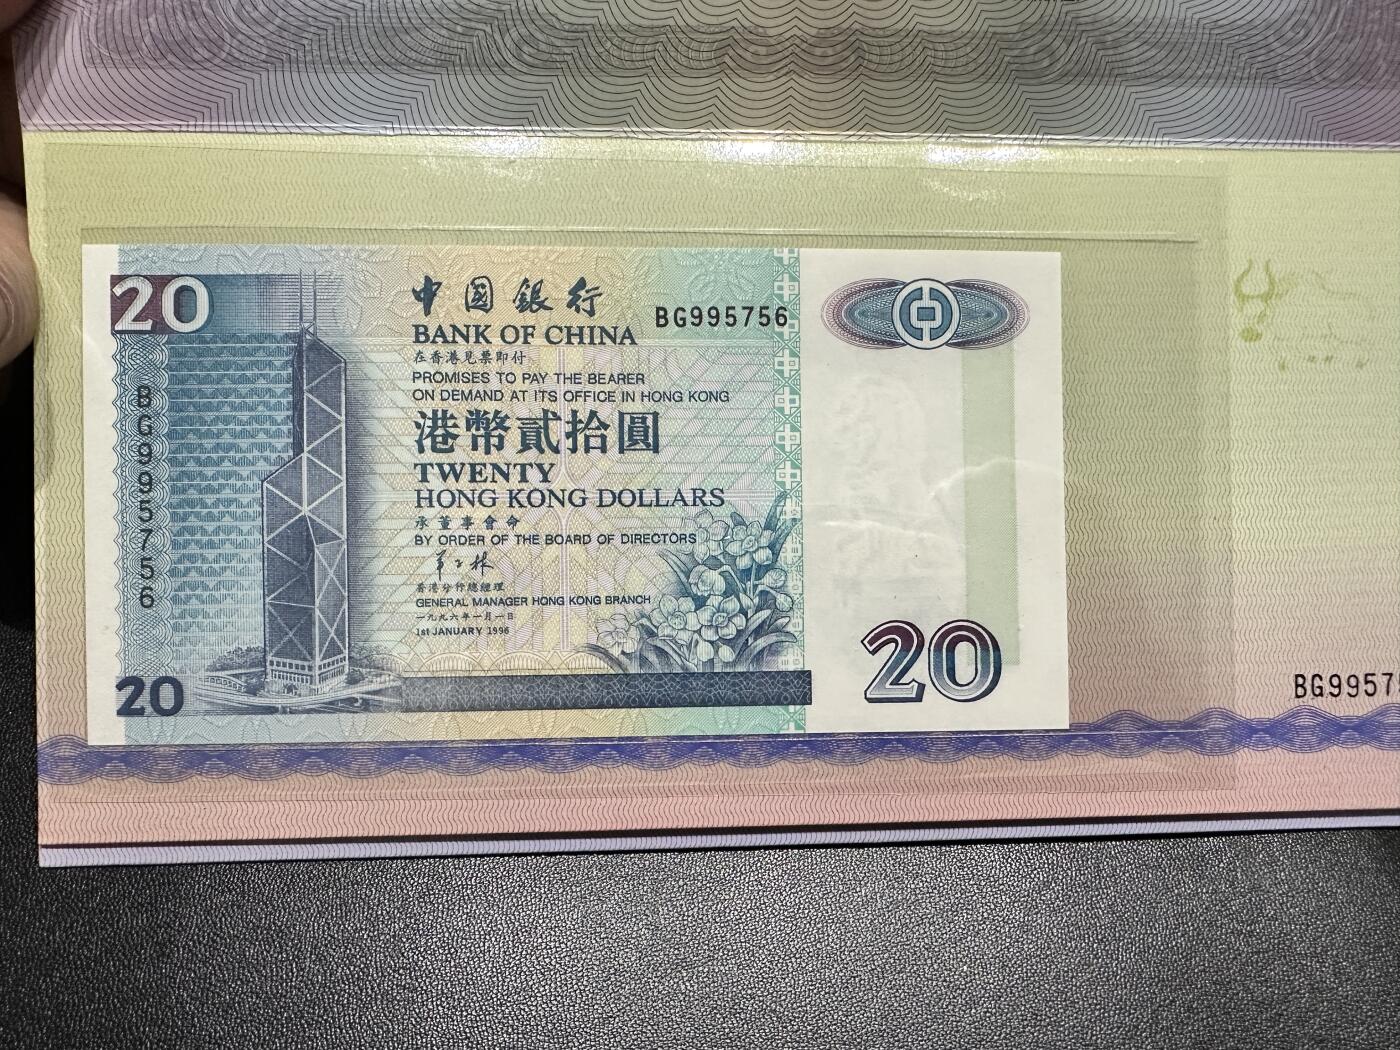 20
中國銀行
BANK OF CHINA
BG995756
在香港見票即付
PROMISES TO PAY THE BEARER
ON DEMAND AT ITS OFFICE IN HONG KONG
港幣貳拾圓
TWENTY
HONG KONG DOLLARS
承董事會命
BY ORDER OF THE BOARD OF DIRECTORS
香港分行總經理
GENERAL MANAGER HONG KONG BRANCH
一九九六年一月一日
1st JANUARY 1996
BG995756
20
20
BG9957